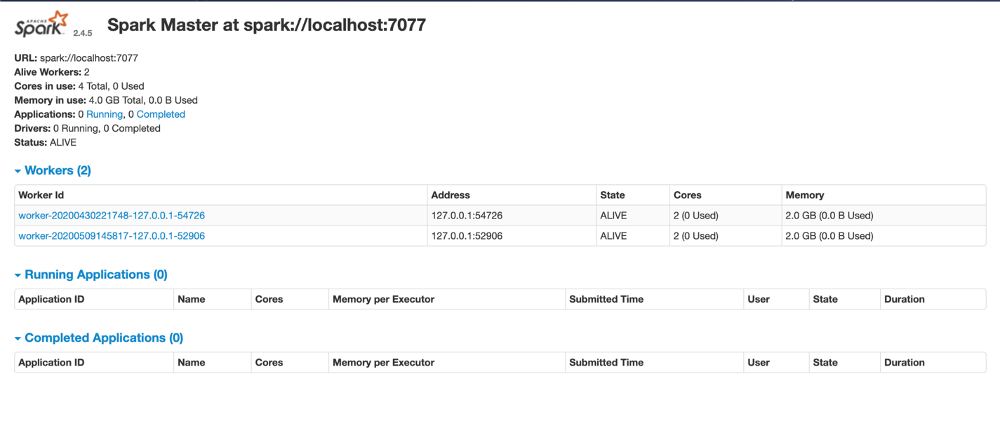 APACHE
Spark 2.4.5 Spark Master at spark://localhost:7077
URL: spark://localhost:7077
Alive Workers: 2
Cores in use: 4 Total, 0 Used
Memory in use: 4.0 GB Total, 0.0 B Used
Applications: 0 Running, 0 Completed
Drivers: 0 Running, 0 Completed
Status: ALIVE
Workers (2)
Worker Id Address State Cores Memory
worker-20200430221748-127.0.0.1-54726 127.0.0.1:54726 ALIVE 2 (0 Used) 2.0 GB (0.0 B Used)
worker-20200509145817-127.0.0.1-52906 127.0.0.1:52906 ALIVE 2 (0 Used) 2.0 GB (0.0 B Used)
Running Applications (0)
Application ID Name Cores Memory per Executor Submitted Time User State Duration
Completed Applications (0)
Application ID Name Cores Memory per Executor Submitted Time User State Duration